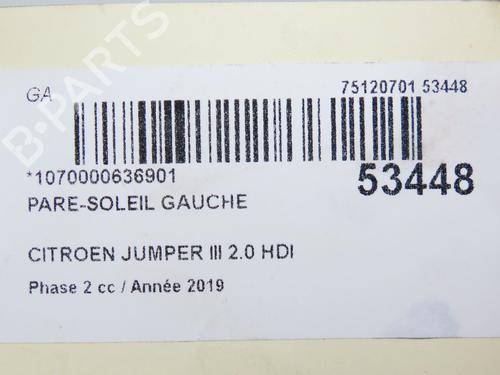 GA
75120701 53448
*1070000636901
53448
PARE-SOLEIL GAUCHE
CITROEN JUMPER III 2.0 HDI
Phase 2 cc / Année 2019
B-PARTS